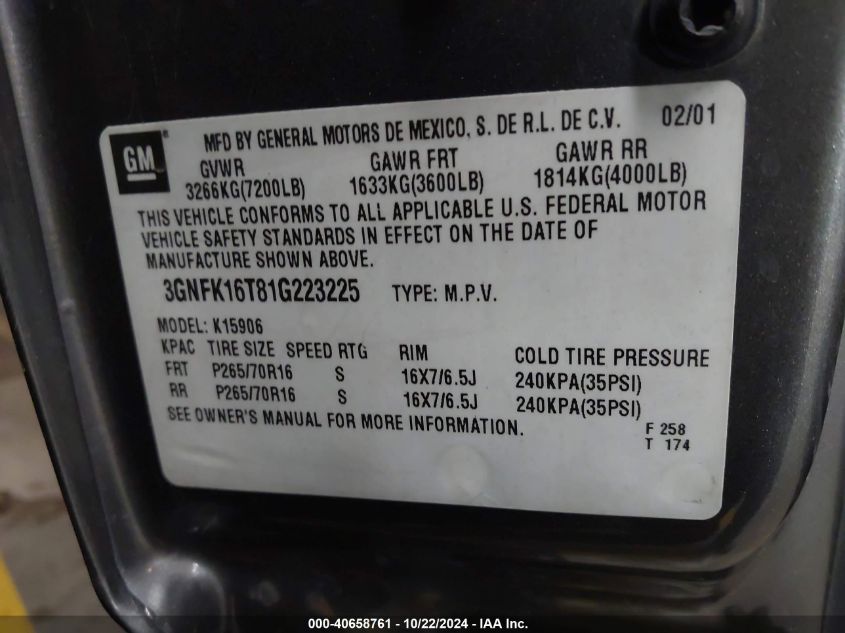 GM®
MFD BY GENERAL MOTORS DE MEXICO, S. DE R.L. DE C.V. 02/01
GVWR GAWR FRT GAWR RR
3266KG(7200LB) 1633KG(3600LB) 1814KG(4000LB)
THIS VEHICLE CONFORMS TO ALL APPLICABLE U.S. FEDERAL MOTOR
VEHICLE SAFETY STANDARDS IN EFFECT ON THE DATE OF
MANUFACTURE SHOWN ABOVE.
3GNFK16T81G223225 TYPE: M.P.V.
MODEL: K15906
KPAC TIRE SIZE SPEED RTG RIM COLD TIRE PRESSURE
FRT P265/70R16 S 16X7/6.5J 240KPA(35PSI)
RR P265/70R16 S 16X7/6.5J 240KPA(35PSI)
SEE OWNER'S MANUAL FOR MORE INFORMATION.
F 258
T 174
000-40658761 - 10/22/2024 - IAA Inc.